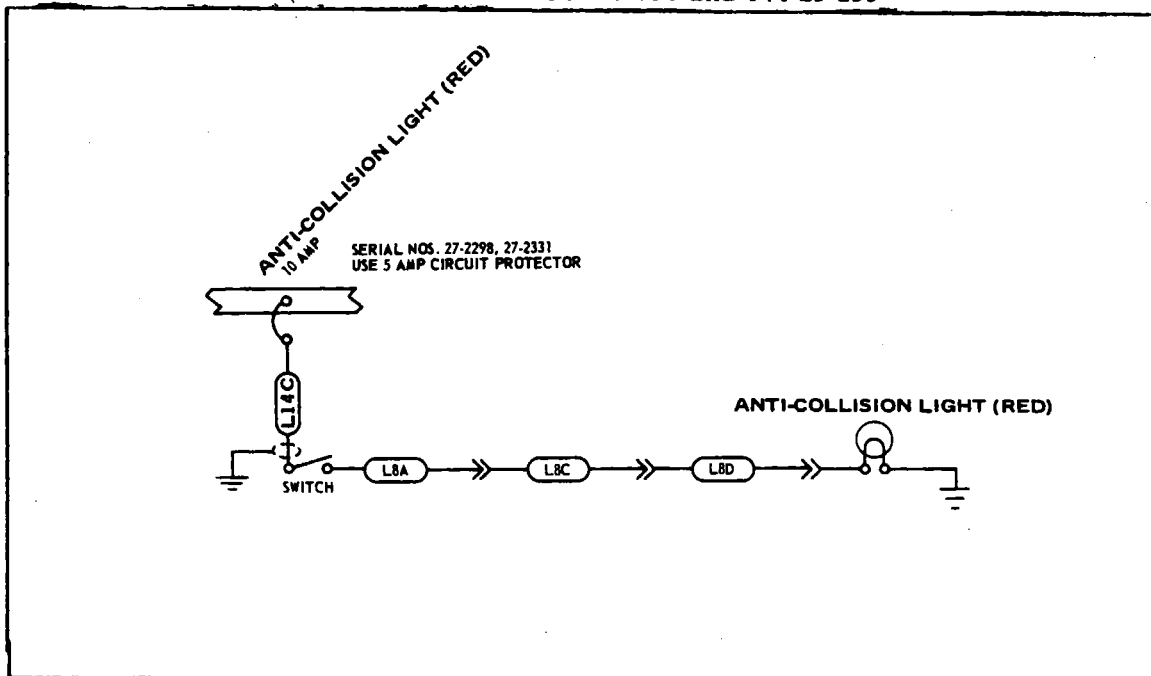 ANTI-COLLISION LIGHT (RED)
10 AMP
SERIAL NOS. 27-2298, 27-2331
USE 5 AMP CIRCUIT PROTECTOR
L14C
ANTI-COLLISION LIGHT (RED)
SWITCH
L8A
L8C
L8D